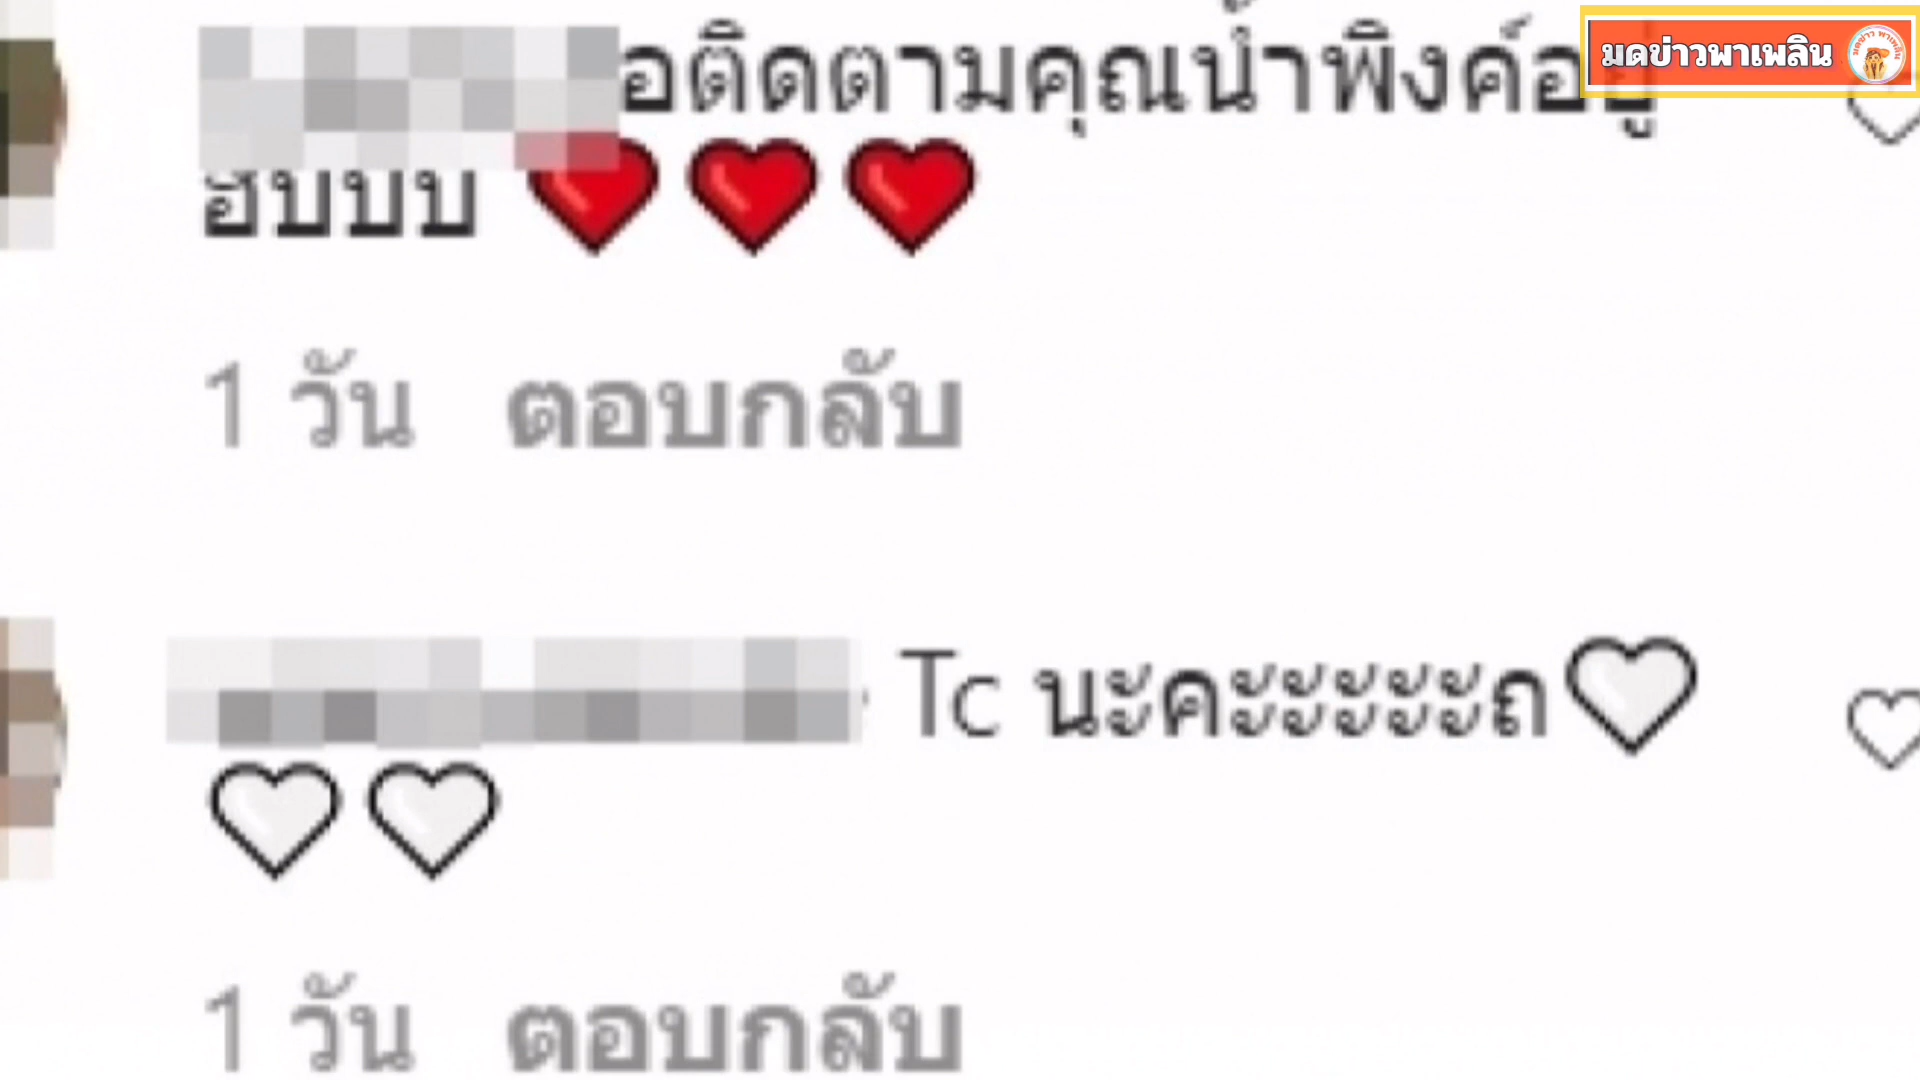 มดข่าวพาเพลิน
อติดตามคุณน้ำพิงค์อยู่
ฮบบบ ❤️❤️❤️
1 วัน ตอบกลับ
Tc นะคะะะะะถ🤍
🤍🤍
1 วัน ตอบกลับ